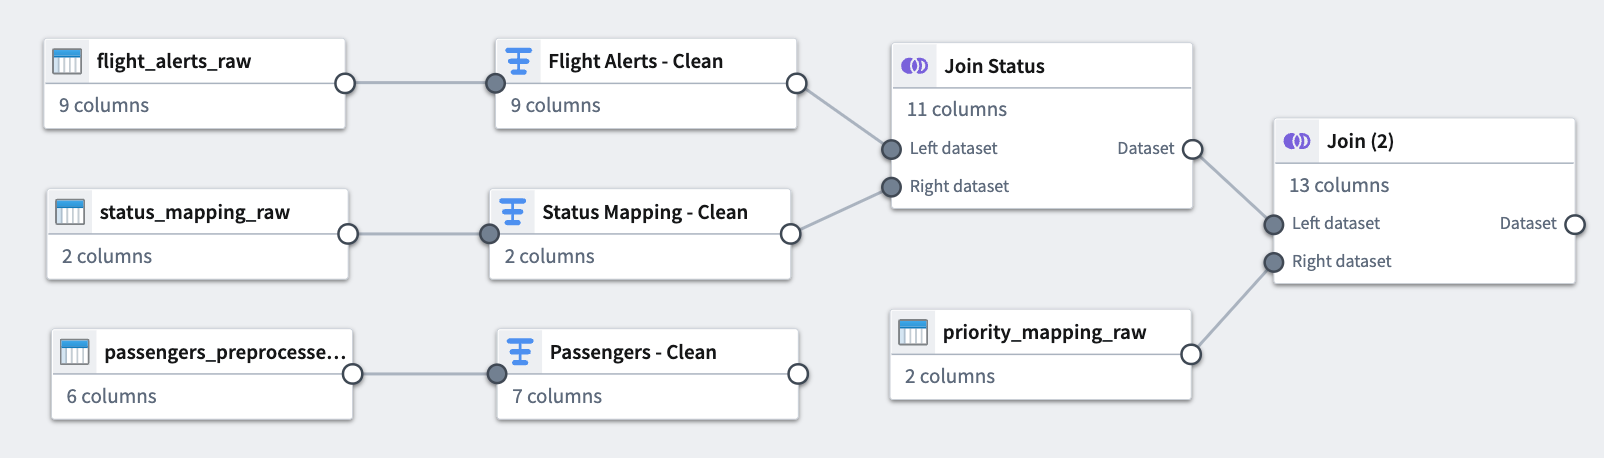 flight_alerts_raw
9 columns
Flight Alerts - Clean
9 columns
Join Status
11 columns
Left dataset
Dataset
Right dataset
Join (2)
13 columns
Left dataset
Dataset
Right dataset
status_mapping_raw
2 columns
Status Mapping - Clean
2 columns
priority_mapping_raw
2 columns
passengers_preprocesse...
6 columns
Passengers - Clean
7 columns